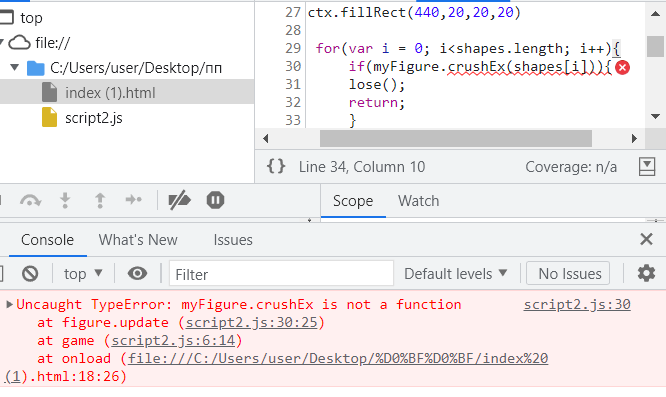 top
file://
C:/Users/user/Desktop/пп
index (1).html
script2.js
27 ctx.fillRect(440,20,20,20)
28
29 for(var i = 0; i<shapes.length; i++){
30 if(myFigure.crushEx(shapes[i])){
31 lose();
32 return;
33 }
{} Line 34, Column 10 Coverage: n/a
Scope Watch
Console What's New Issues
top Filter Default levels No Issues
Uncaught TypeError: myFigure.crushEx is not a function script2.js:30
at figure.update (script2.js:30:25)
at game (script2.js:6:14)
at onload (file:///C:/Users/user/Desktop/%D0%BF%D0%BF/index%20
(1).html:18:26)